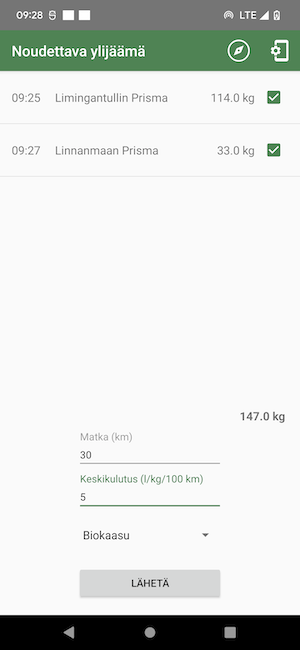 09:28 LTE
Noudettava ylijäämä
09:25 Limingantullin Prisma 114.0 kg
09:27 Linnanmaan Prisma 33.0 kg
147.0 kg
Matka (km)
30
Keskikulutus (l/kg/100 km)
5
Biokaasu
LÄHETÄ